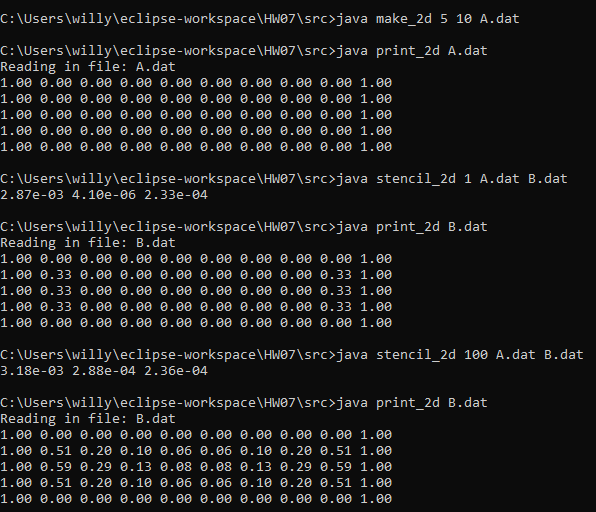 C:\Users\willy\eclipse-workspace\HW07\src>java make_2d 5 10 A.dat
C:\Users\willy\eclipse-workspace\HW07\src>java print_2d A.dat
Reading in file: A.dat
1.00 0.00 0.00 0.00 0.00 0.00 0.00 0.00 0.00 1.00
1.00 0.00 0.00 0.00 0.00 0.00 0.00 0.00 0.00 1.00
1.00 0.00 0.00 0.00 0.00 0.00 0.00 0.00 0.00 1.00
1.00 0.00 0.00 0.00 0.00 0.00 0.00 0.00 0.00 1.00
1.00 0.00 0.00 0.00 0.00 0.00 0.00 0.00 0.00 1.00
C:\Users\willy\eclipse-workspace\HW07\src>java stencil_2d 1 A.dat B.dat
2.87e-03 4.10e-06 2.33e-04
C:\Users\willy\eclipse-workspace\HW07\src>java print_2d B.dat
Reading in file: B.dat
1.00 0.00 0.00 0.00 0.00 0.00 0.00 0.00 0.00 1.00
1.00 0.33 0.00 0.00 0.00 0.00 0.00 0.00 0.33 1.00
1.00 0.33 0.00 0.00 0.00 0.00 0.00 0.00 0.33 1.00
1.00 0.33 0.00 0.00 0.00 0.00 0.00 0.00 0.33 1.00
1.00 0.00 0.00 0.00 0.00 0.00 0.00 0.00 0.00 1.00
C:\Users\willy\eclipse-workspace\HW07\src>java stencil_2d 100 A.dat B.dat
3.18e-03 2.88e-04 2.36e-04
C:\Users\willy\eclipse-workspace\HW07\src>java print_2d B.dat
Reading in file: B.dat
1.00 0.00 0.00 0.00 0.00 0.00 0.00 0.00 0.00 1.00
1.00 0.51 0.20 0.10 0.06 0.06 0.10 0.20 0.51 1.00
1.00 0.59 0.29 0.13 0.08 0.08 0.13 0.29 0.59 1.00
1.00 0.51 0.20 0.10 0.06 0.06 0.10 0.20 0.51 1.00
1.00 0.00 0.00 0.00 0.00 0.00 0.00 0.00 0.00 1.00